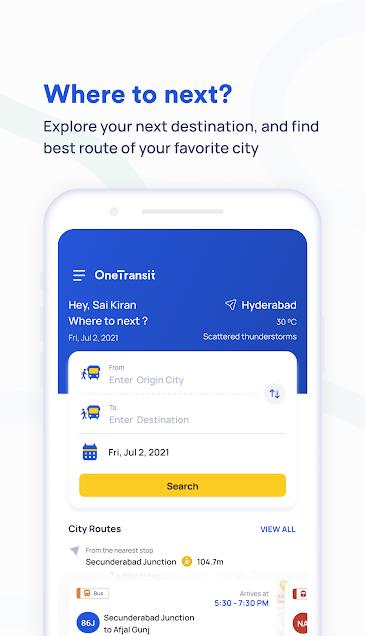 Where to next?
Explore your next destination, and find
best route of your favorite city
OneTransit
Hey, Sai Kiran
Hyderabad
Where to next ?
30 ºC
Fri, Jul 2, 2021
Scattered thunderstorms
From
Enter Origin City
To
Enter Destination
Fri, Jul 2, 2021
Search
City Routes
VIEW ALL
From the nearest stop
Secunderabad Junction
104.7m
Bus
Arrives at
5:30 - 7:30 PM
86J
Secunderabad Junction
to Afjal Gunj
NA